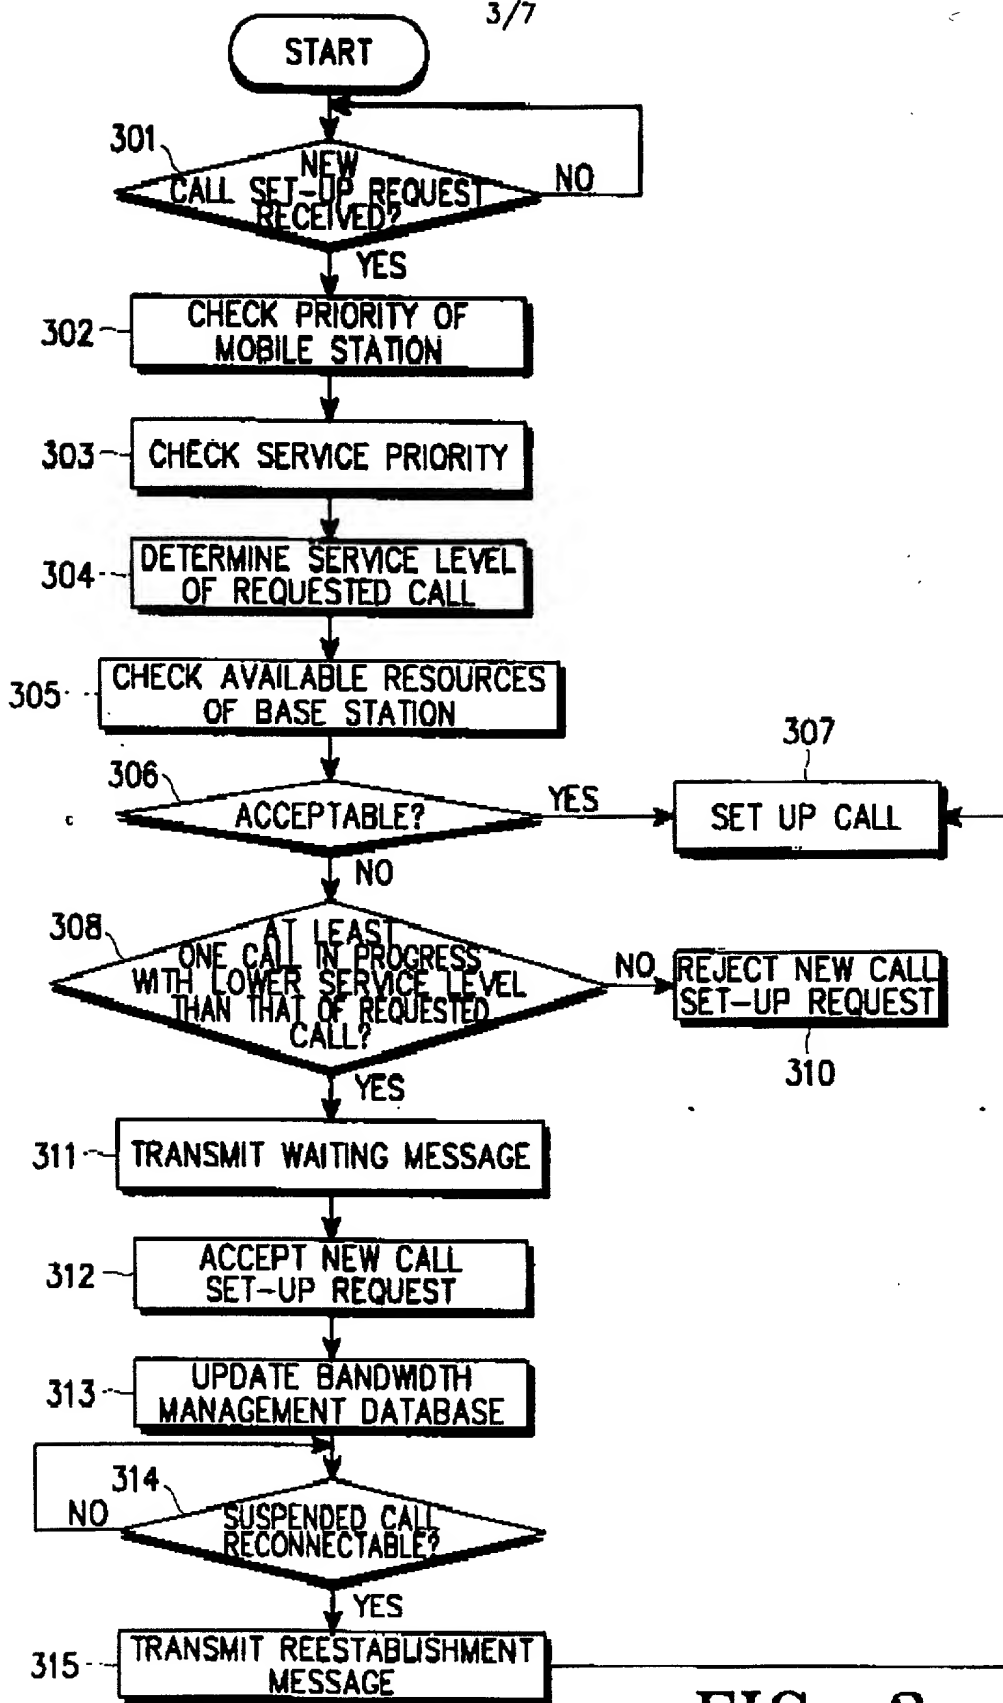 3/7
START
301
NEW
CALL SET-UP REQUEST
RECEIVED?
NO
YES
302
CHECK PRIORITY OF
MOBILE STATION
303
CHECK SERVICE PRIORITY
304
DETERMINE SERVICE LEVEL
OF REQUESTED CALL
305
CHECK AVAILABLE RESOURCES
OF BASE STATION
306
ACCEPTABLE?
YES
307
SET UP CALL
NO
308
AT LEAST
ONE CALL IN PROGRESS
WITH LOWER SERVICE LEVEL
THAN THAT OF REQUESTED
CALL?
NO
REJECT NEW CALL
SET-UP REQUEST
310
YES
311
TRANSMIT WAITING MESSAGE
312
ACCEPT NEW CALL
SET-UP REQUEST
313
UPDATE BANDWIDTH
MANAGEMENT DATABASE
314
NO
SUSPENDED CALL
RECONNECTABLE?
YES
315
TRANSMIT REESTABLISHMENT
MESSAGE
FIG.